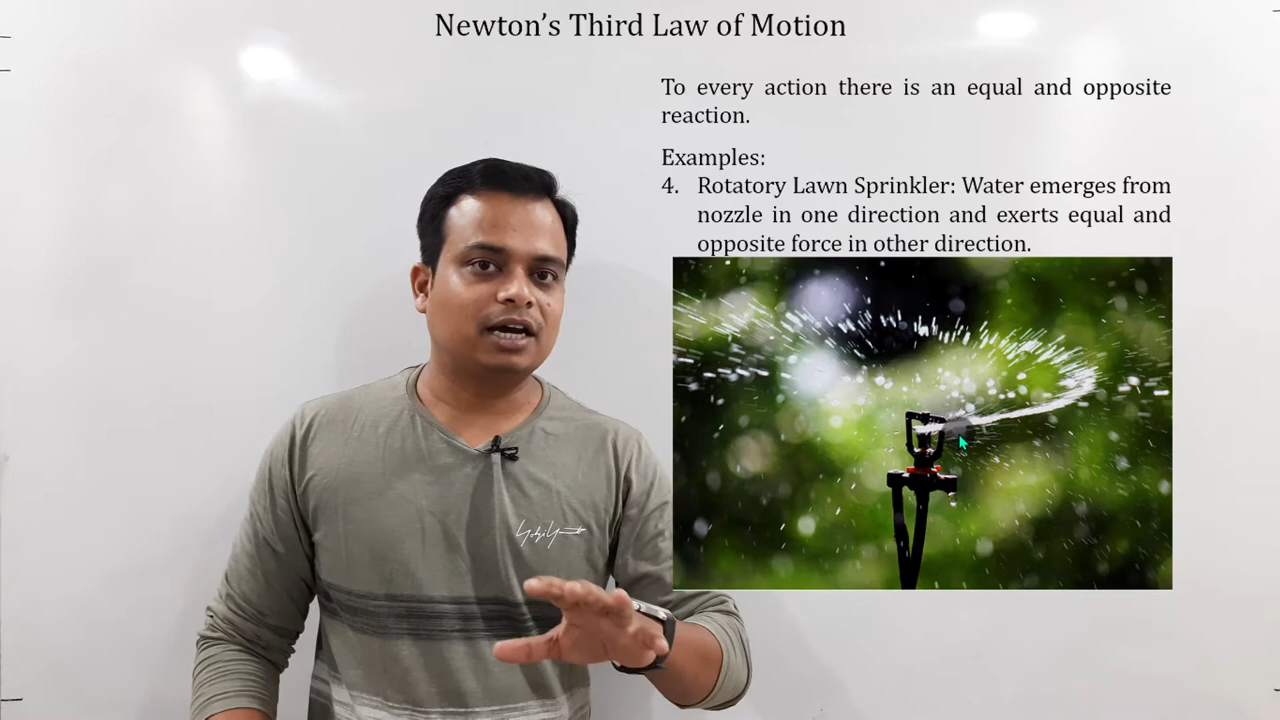 Newton's Third Law of Motion
To every action there is an equal and opposite
reaction.
Examples:
4. Rotatory Lawn Sprinkler: Water emerges from
nozzle in one direction and exerts equal and
opposite force in other direction.